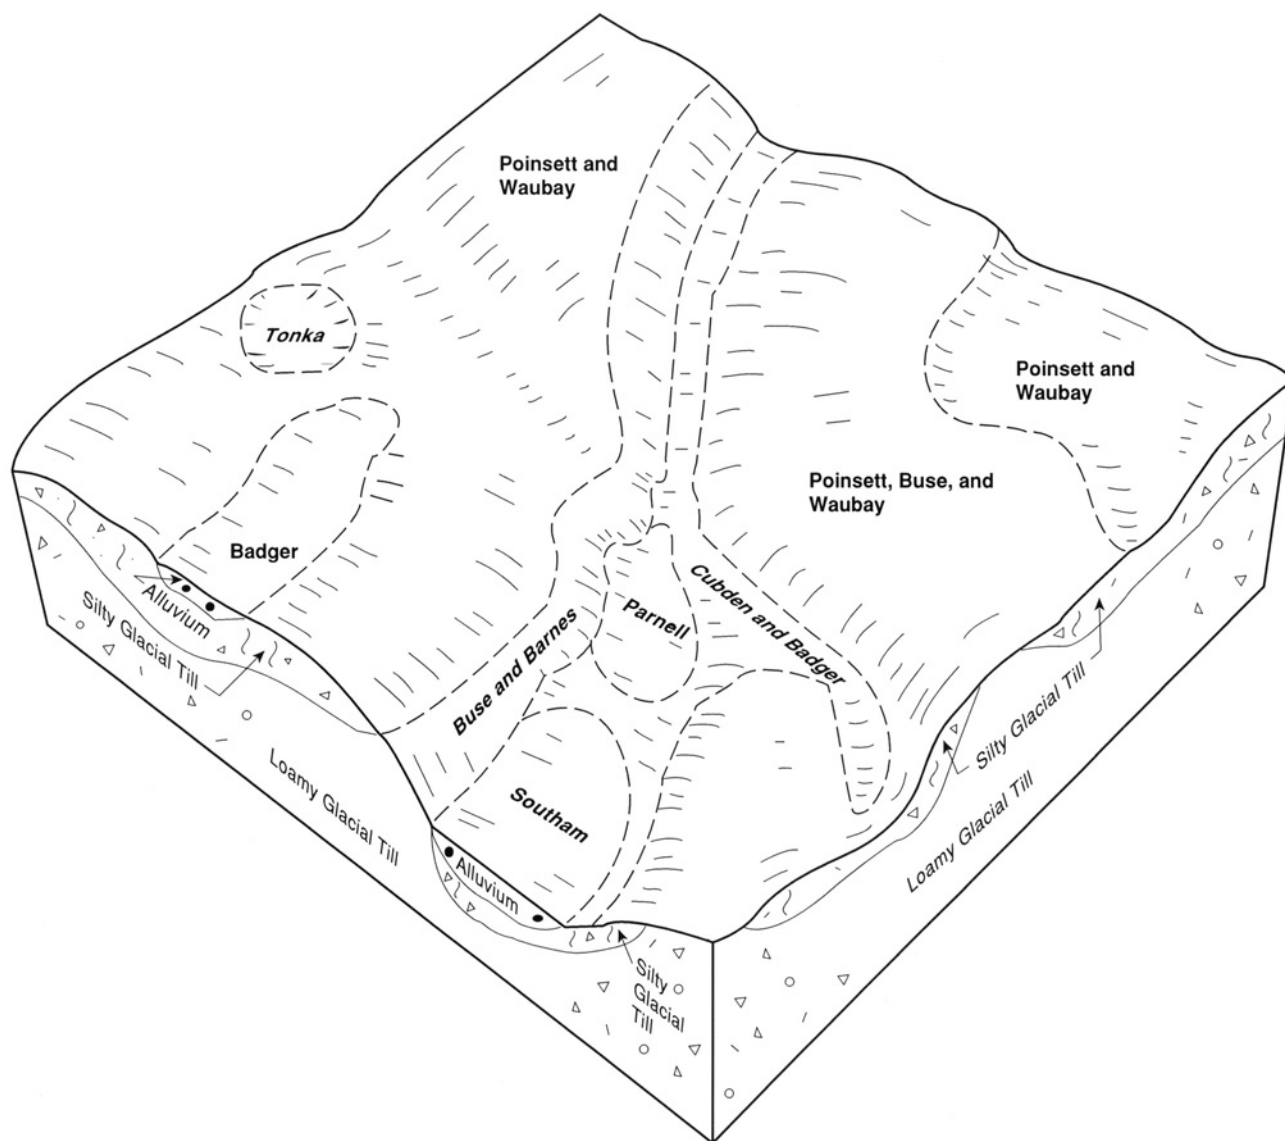 Poinsett and
Waubay
Tonka
Poinsett and
Waubay
Poinsett, Buse, and
Waubay
Badger
Alluvium
Silty Glacial Till
Loamy Glacial Till
Buse and Barnes
Parnell
Cubden and Badger
Southam
Alluvium
Silty
Glacial
Till
Silty Glacial Till
Loamy Glacial Till